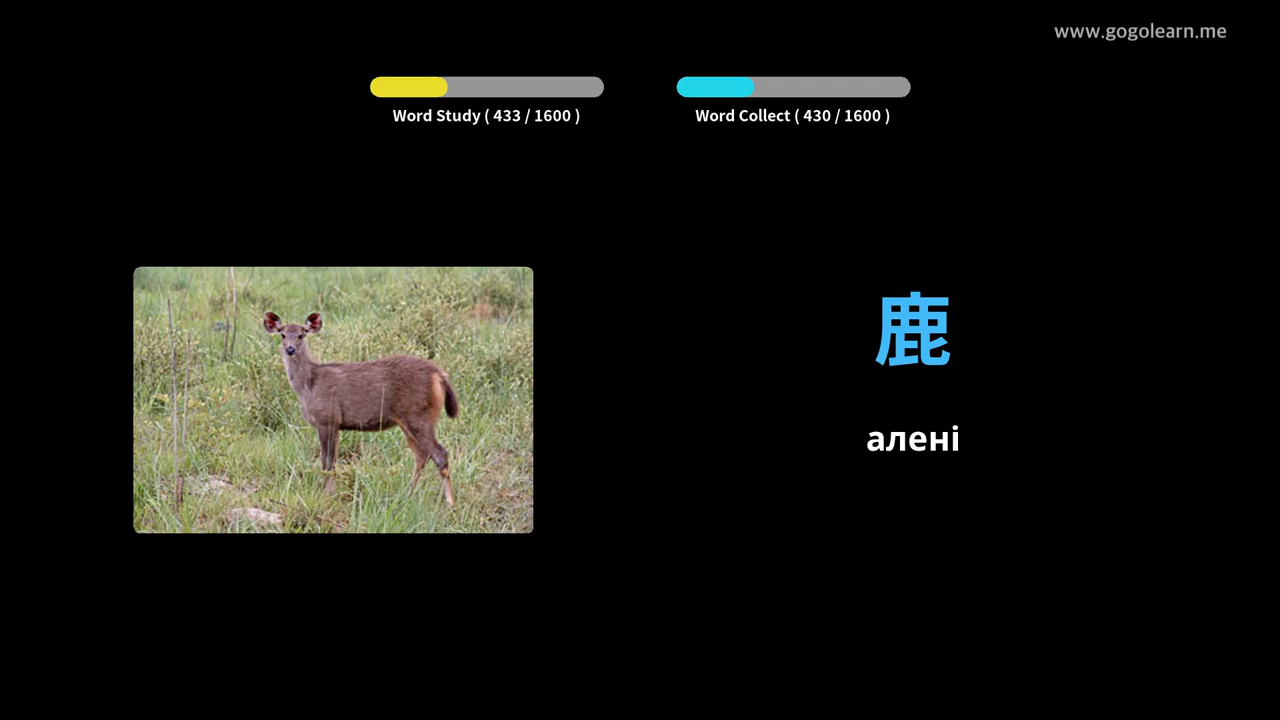 www.gogolearn.me
Word Study ( 433 / 1600 )
Word Collect ( 430 / 1600 )
鹿
алені